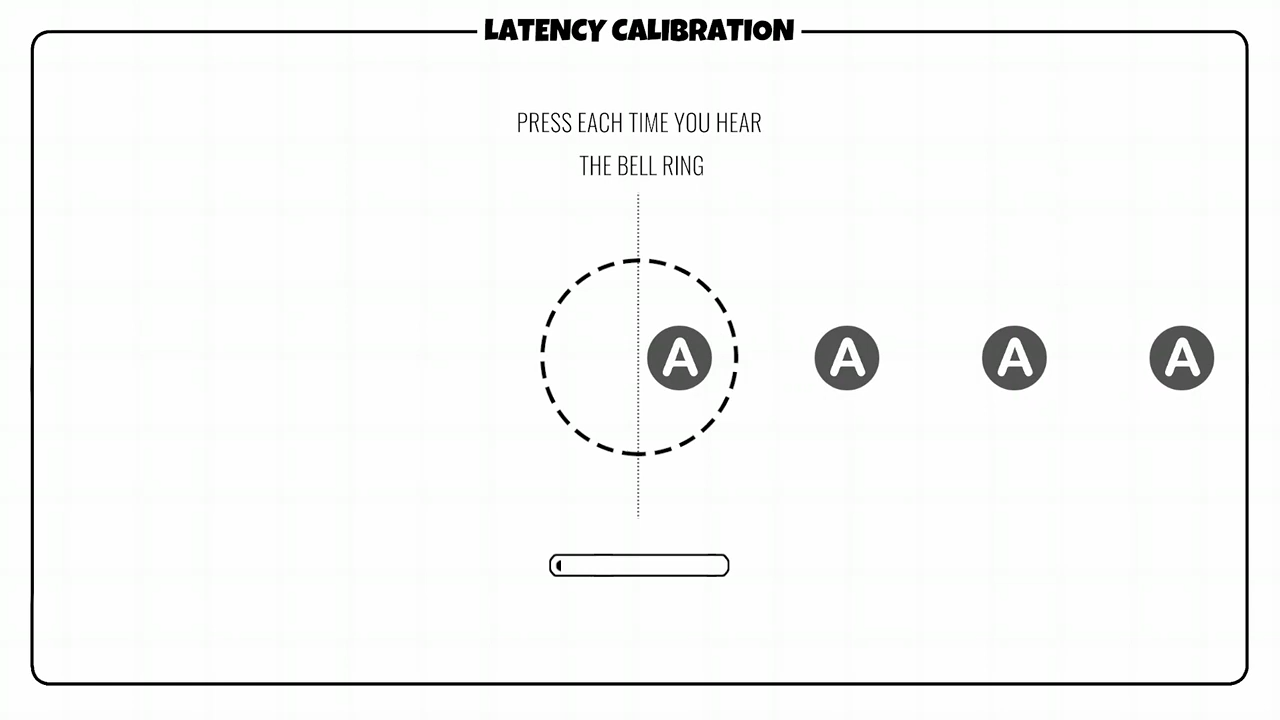 LATENCY CALIBRATION
PRESS EACH TIME YOU HEAR
THE BELL RING
A A A A